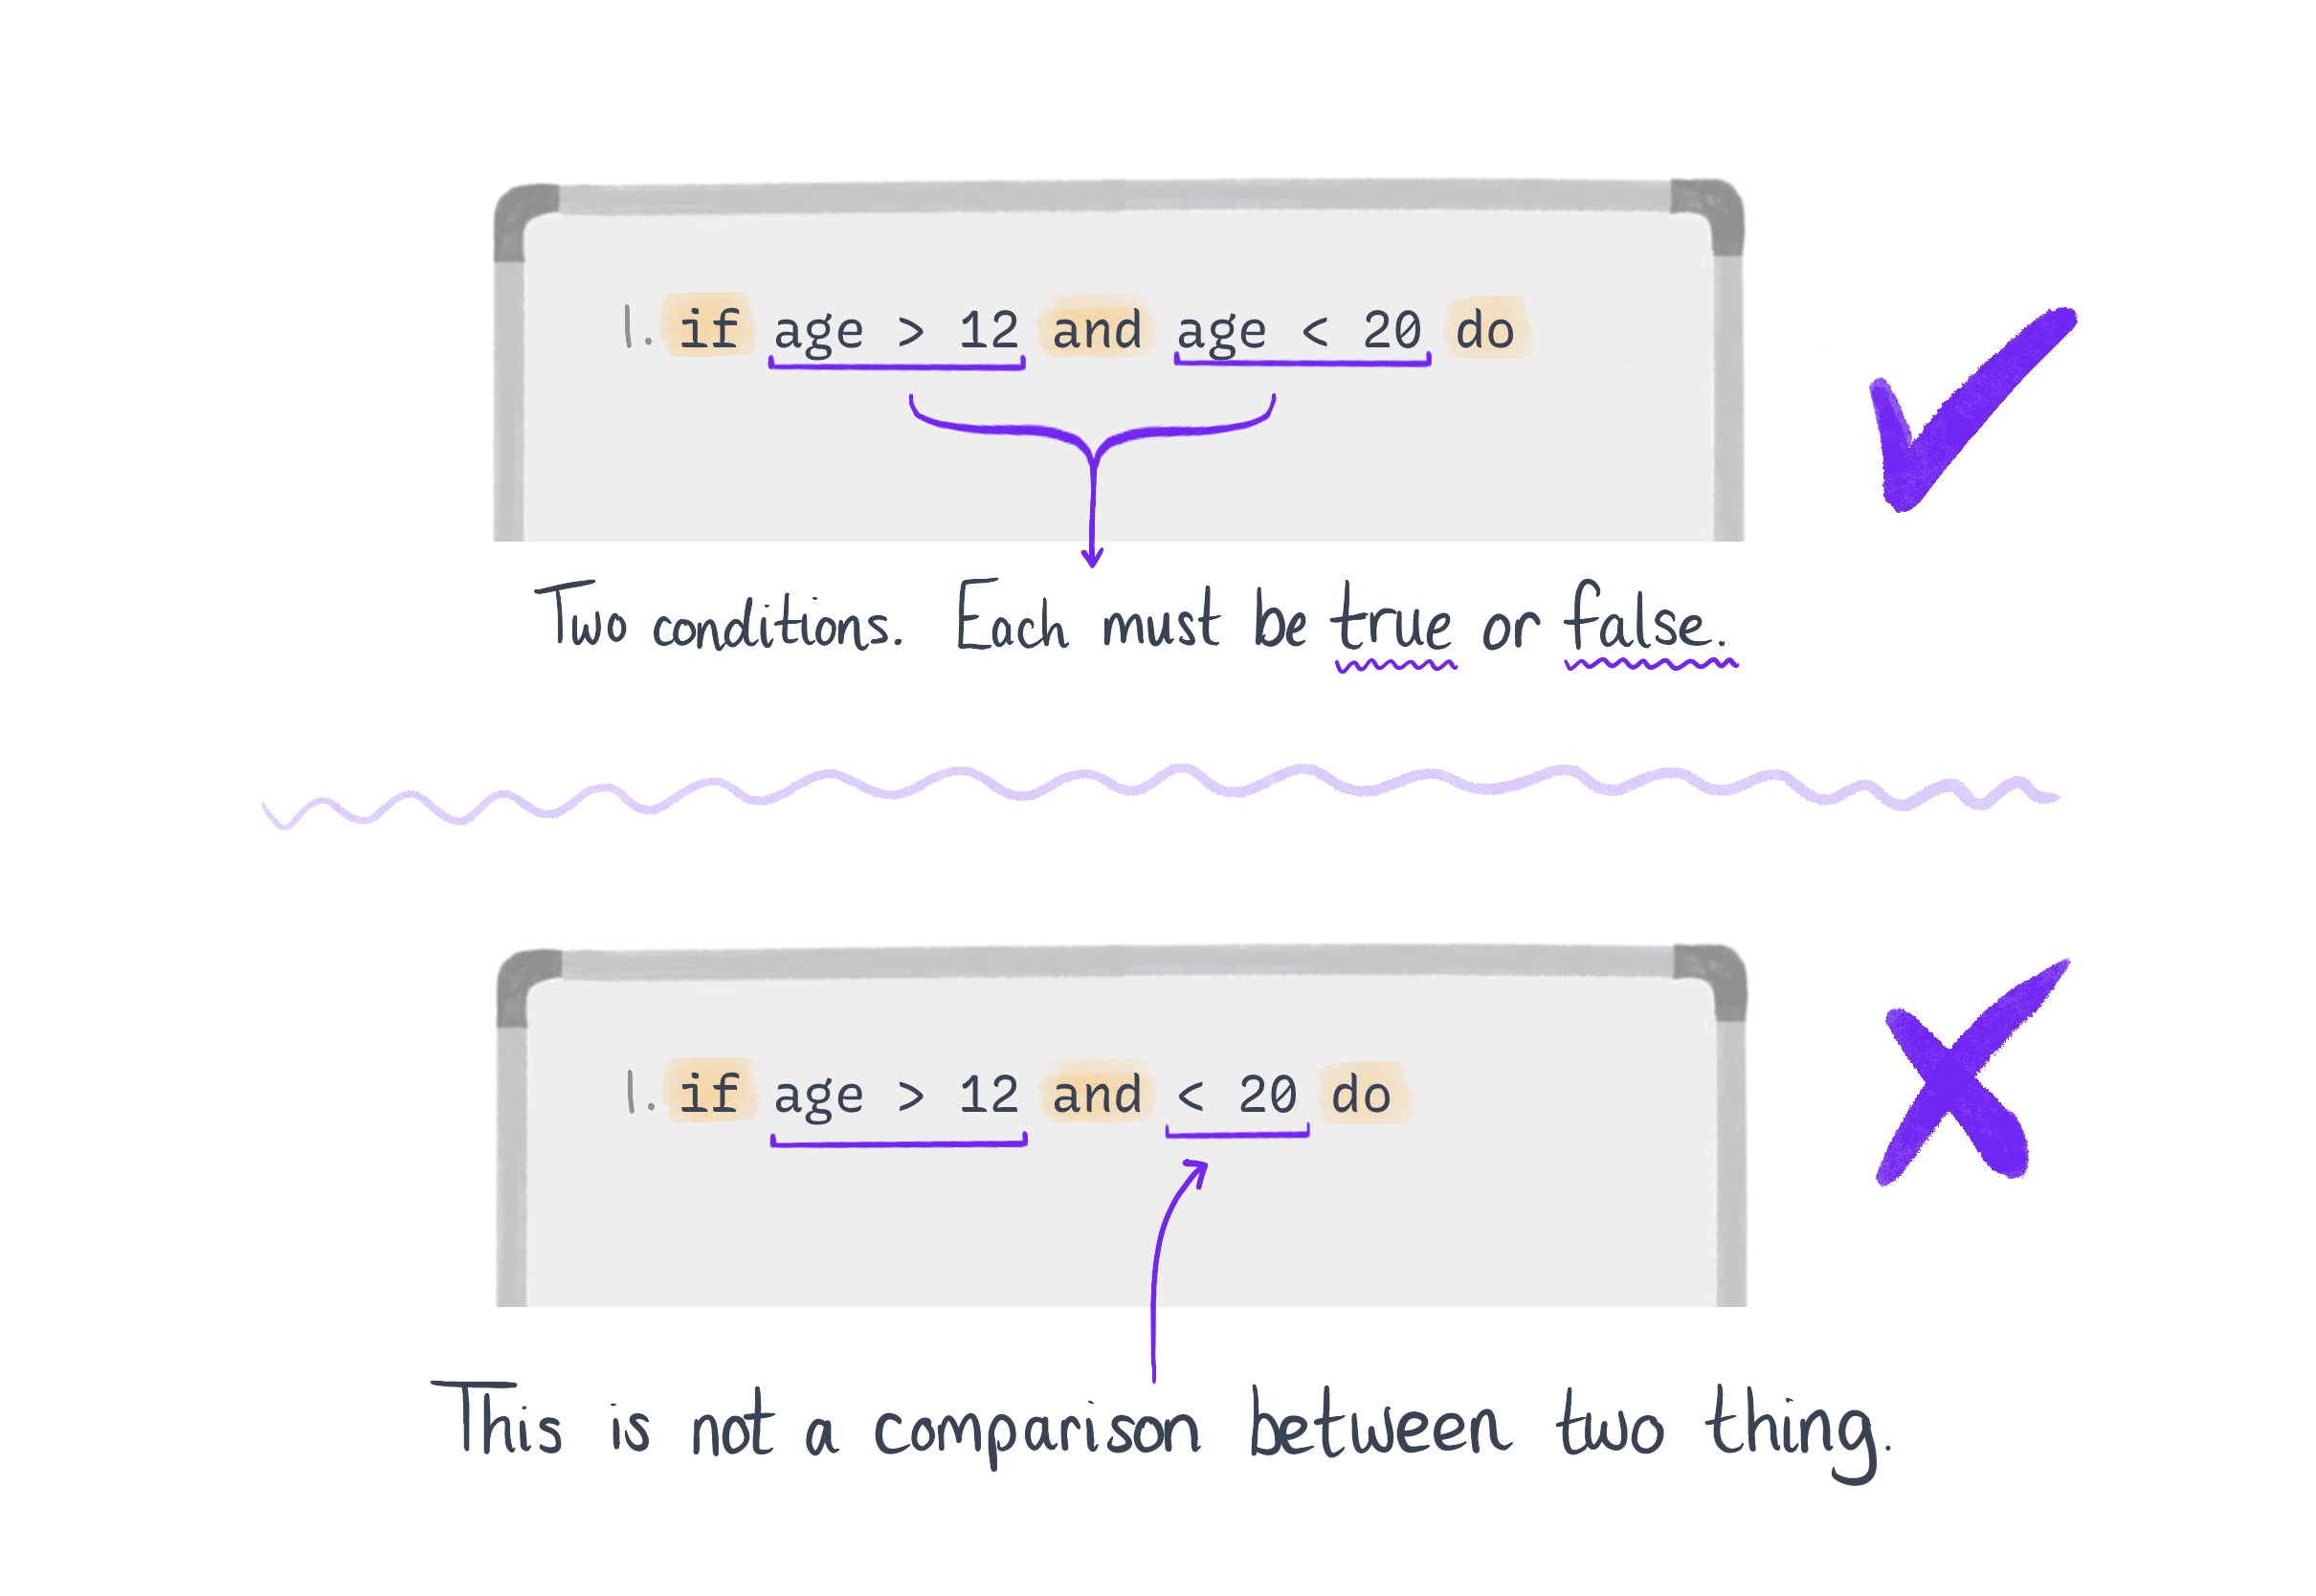 1. if age > 12 and age < 20 do
Two conditions. Each must be true or false.
1. if age > 12 and < 20 do
This is not a comparison between two thing.